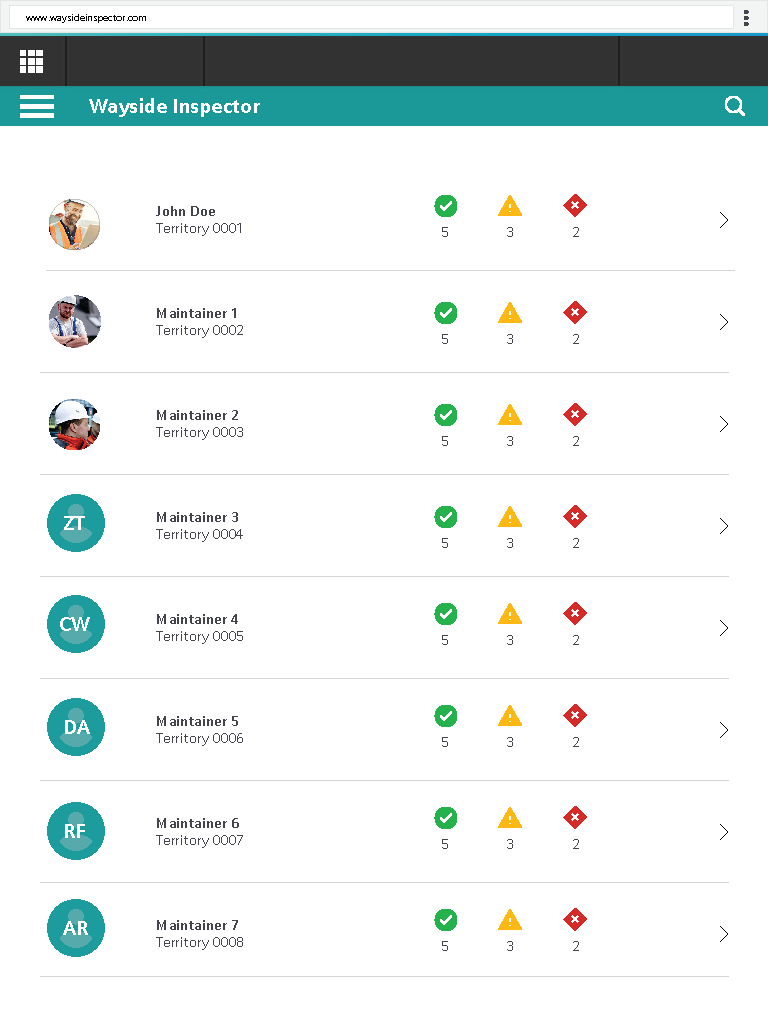 www.waysideinspector.com
Wayside Inspector
John Doe
Territory 0001
5 3 2
Maintainer 1
Territory 0002
5 3 2
Maintainer 2
Territory 0003
5 3 2
ZT
Maintainer 3
Territory 0004
5 3 2
CW
Maintainer 4
Territory 0005
5 3 2
DA
Maintainer 5
Territory 0006
5 3 2
RF
Maintainer 6
Territory 0007
5 3 2
AR
Maintainer 7
Territory 0008
5 3 2